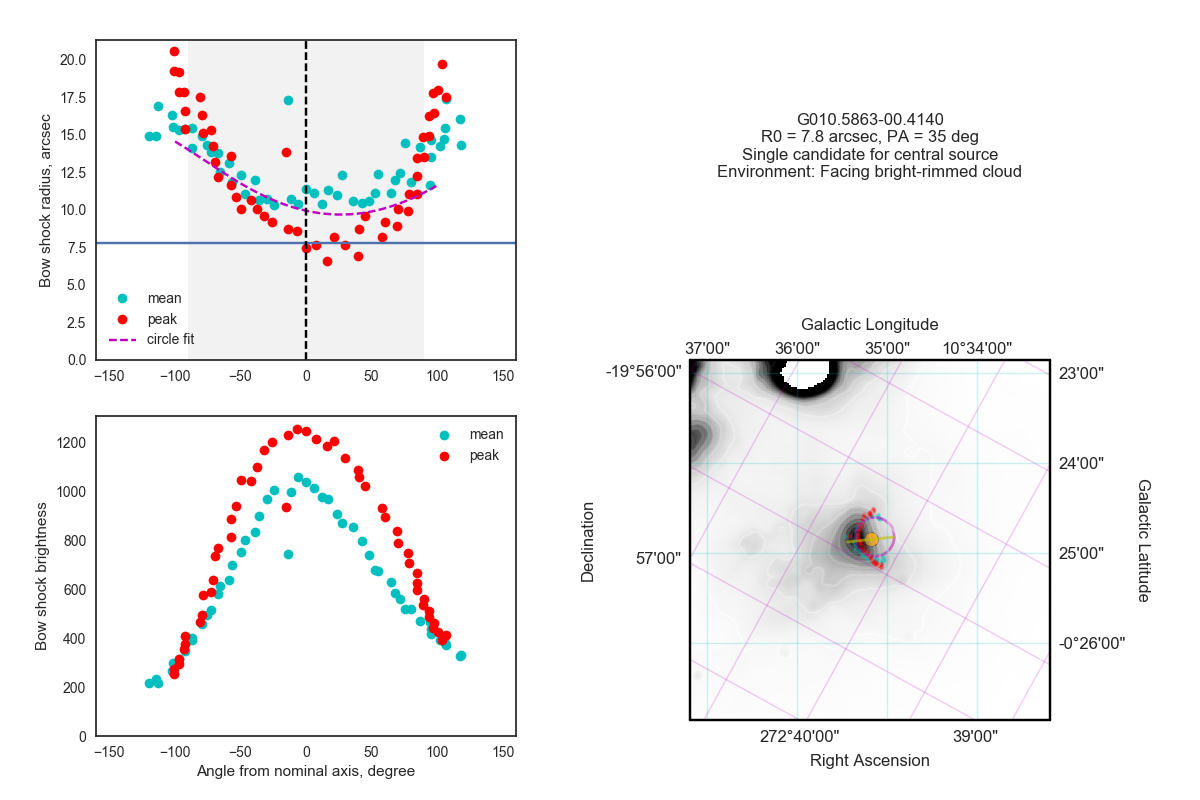 20.0
17.5
15.0
12.5
10.0
7.5
5.0
2.5
0.0
Bow shock radius, arcsec
mean
peak
circle fit
−150
−100
−50
0
50
100
150
1200
1000
800
600
400
200
0
Bow shock brightness
mean
peak
−150
−100
−50
0
50
100
150
Angle from nominal axis, degree
G010.5863-00.4140
R0 = 7.8 arcsec, PA = 35 deg
Single candidate for central source
Environment: Facing bright-rimmed cloud
Galactic Longitude
37'00"
36'00"
35'00"
10°34'00"
-19°56'00"
57'00"
Declination
23'00"
24'00"
25'00"
-0°26'00"
Galactic Latitude
272°40'00"
39'00"
Right Ascension